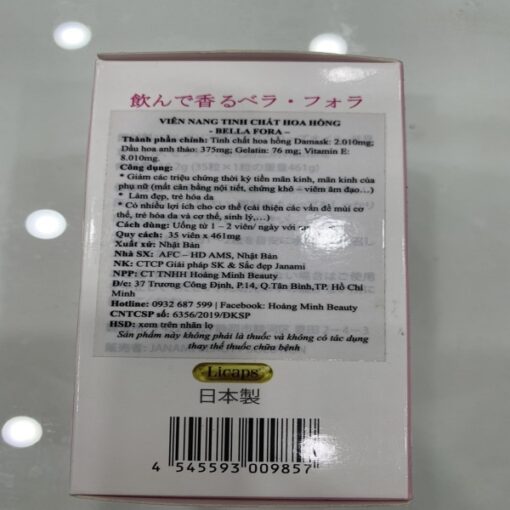 飲んで香るベラ・フォラ
VIÊN NANG TINH CHẤT HOA HỒNG
- BELLA FORA –
Thành phần chính: Tinh chất hoa hồng Damask: 2.010mg;
Dầu hoa anh thảo: 375mg; Gelatin: 76 mg; Vitamin E:
8.010mg.
Công dụng:
* Giảm các triệu chứng thời kỳ tiền mãn kinh, mãn kinh của
phụ nữ (mất cân bằng nội tiết, chứng khô – viêm âm đạo…)
* Làm đẹp, trẻ hóa da
* Có nhiều lợi ích cho cơ thể (cải thiện các vấn đề mùi cơ
thể, trẻ hóa da và cơ thể, sinh lý,…)
Cách dùng: Uống từ 1 – 2 viên/ ngày với
Quy cách: 35 viên x 461mg
Xuất xứ: Nhật Bản
Nhà SX: AFC – HD AMS, Nhật Bản
NK: CTCP Giải pháp SK & Sắc đẹp Janami
NPP: CT TNHH Hoàng Minh Beauty
Đ/c: 37 Trương Công Định, P.14, Q.Tân Bình,TP. Hồ Chí
Minh
Hotline: 0932 687 599 | Facebook: Hoàng Minh Beauty
CNTCSP số: 6356/2019/ĐKSP
HSD: xem trên nhãn lọ
Sản phẩm này không phải là thuốc và không có tác dụng
thay thế thuốc chữa bệnh
Licaps
日本製
4 545593 009857